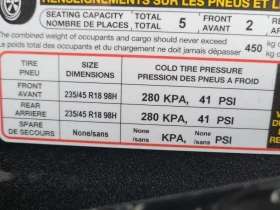 RENSEIGNEMENTS SUR LES PNEUS ET
SEATING CAPACITY TOTAL 5 FRONT 2
NOMBRE DE PLACES TOTAL AVANT ARR
The combined weight of occupants and cargo should never exceed 450 kg
Le poids total des occupants et du chargement ne doit jamais dépasser kg
TIRE SIZE COLD TIRE PRESSURE
PNEU DIMENSIONS PRESSION DES PNEUS A FROID
FRONT 235/45 R18 98H 280 KPA, 41 PSI
AVANT
REAR 235/45 R18 98H 280 KPA, 41 PSI
ARRIERE
SPARE None/sans None /sans KPA, None /sans PSI
DE SECOURS